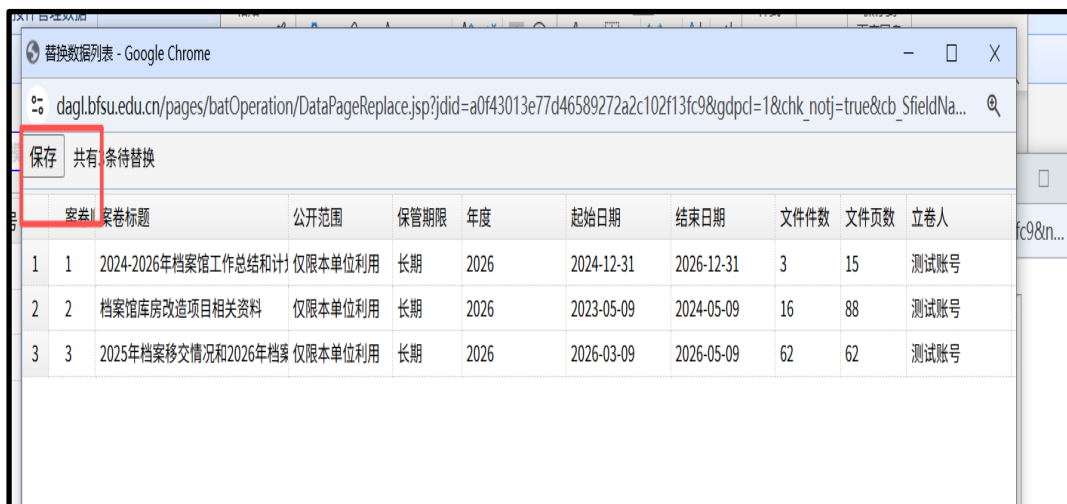 按件管理数据
替换数据列表 - Google Chrome
dagl.bfsu.edu.cn/pages/batOperation/DataPageReplace.jsp?jdid=a0f43013e77d46589272a2c102f13fc9&gdpcl=1&chk_notj=true&cb_SfieldNa...
保存 共有3条待替换
案卷 案卷标题 公开范围 保管期限 年度 起始日期 结束日期 文件件数 文件页数 立卷人
fc9&n...
1 1 2024-2026年档案馆工作总结和计 仅限本单位利用 长期 2026 2024-12-31 2026-12-31 3 15 测试账号
2 2 档案馆库房改造项目相关资料 仅限本单位利用 长期 2026 2023-05-09 2024-05-09 16 88 测试账号
3 3 2025年档案移交情况和2026年档案 仅限本单位利用 长期 2026 2026-03-09 2026-05-09 62 62 测试账号